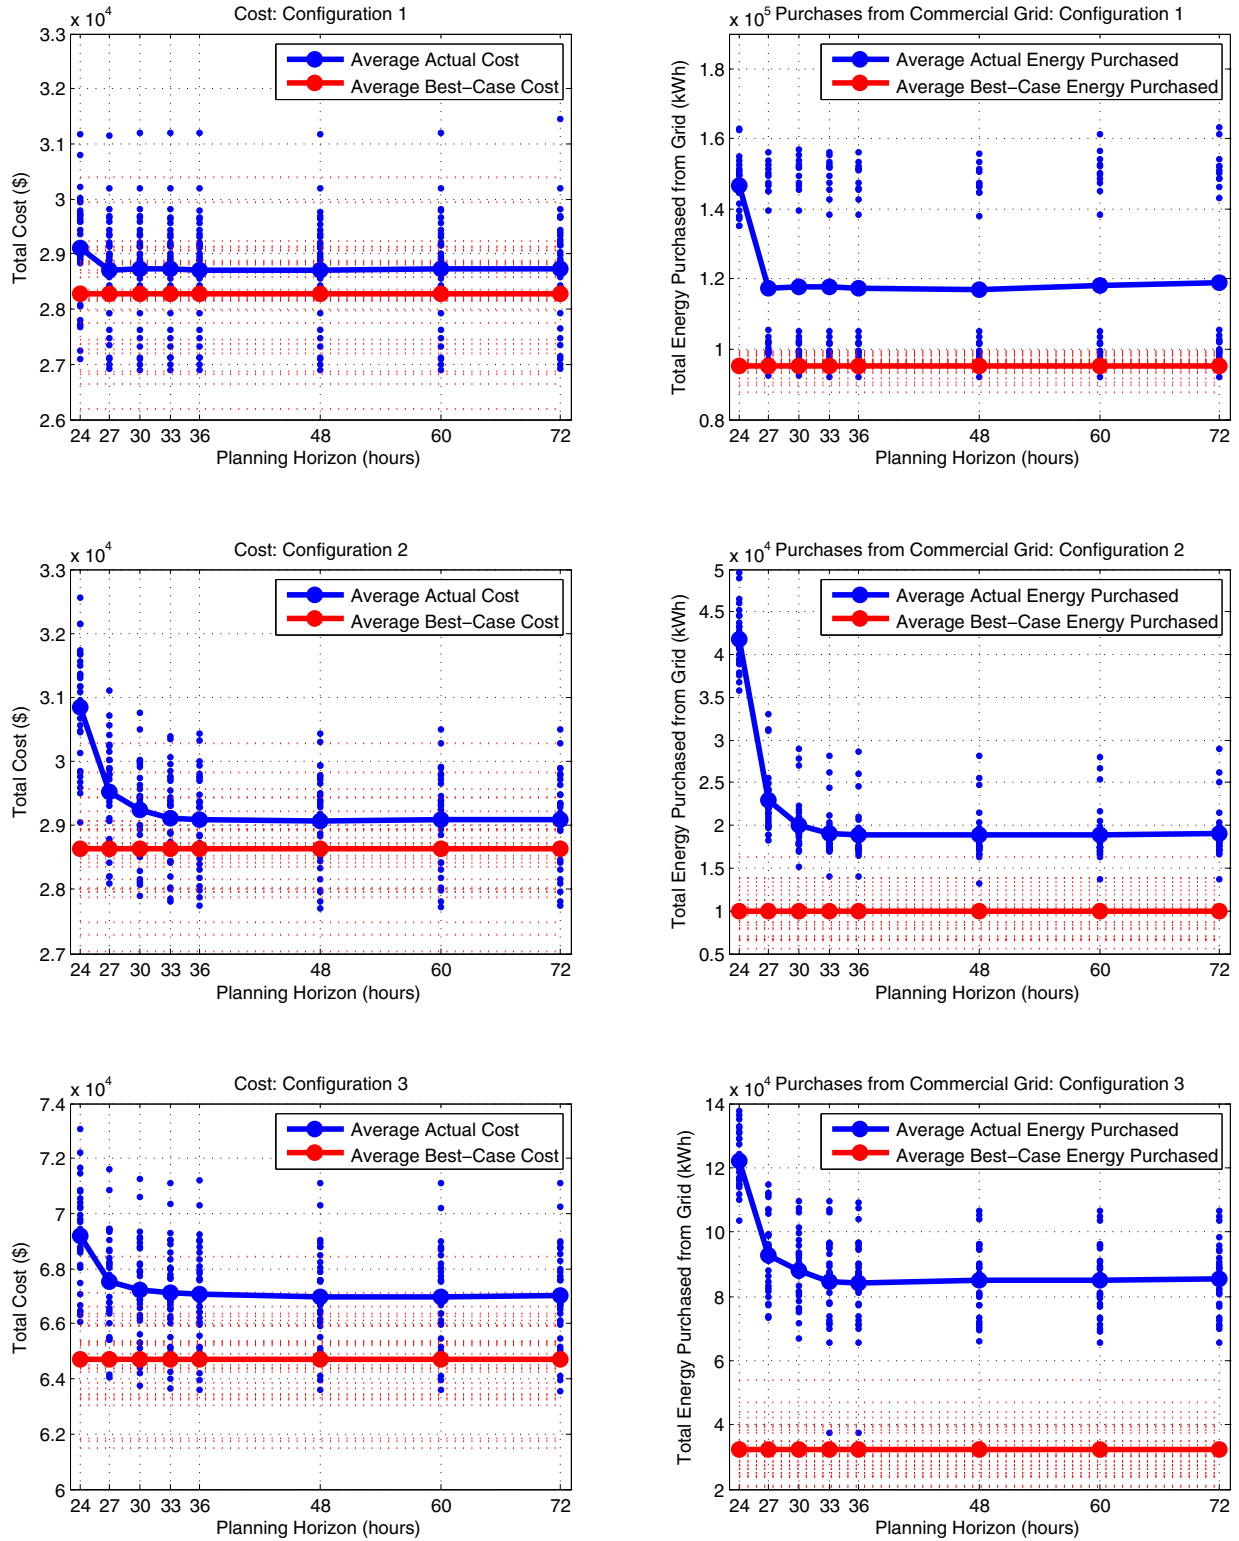 Cost: Configuration 1
x 10^4
3.3
3.2
3.1
3
2.9
2.8
2.7
2.6
Total Cost ($)
Average Actual Cost
Average Best−Case Cost
24 27 30 33 36 48 60 72
Planning Horizon (hours)
x 10^5 Purchases from Commercial Grid: Configuration 1
1.8
1.6
1.4
1.2
1
0.8
Total Energy Purchased from Grid (kWh)
Average Actual Energy Purchased
Average Best−Case Energy Purchased
24 27 30 33 36 48 60 72
Planning Horizon (hours)
Cost: Configuration 2
x 10^4
3.3
3.2
3.1
3
2.9
2.8
2.7
Total Cost ($)
Average Actual Cost
Average Best−Case Cost
24 27 30 33 36 48 60 72
Planning Horizon (hours)
x 10^4 Purchases from Commercial Grid: Configuration 2
5
4.5
4
3.5
3
2.5
2
1.5
1
0.5
Total Energy Purchased from Grid (kWh)
Average Actual Energy Purchased
Average Best−Case Energy Purchased
24 27 30 33 36 48 60 72
Planning Horizon (hours)
Cost: Configuration 3
x 10^4
7.4
7.2
7
6.8
6.6
6.4
6.2
6
Total Cost ($)
Average Actual Cost
Average Best−Case Cost
24 27 30 33 36 48 60 72
Planning Horizon (hours)
x 10^4 Purchases from Commercial Grid: Configuration 3
14
12
10
8
6
4
2
Total Energy Purchased from Grid (kWh)
Average Actual Energy Purchased
Average Best−Case Energy Purchased
24 27 30 33 36 48 60 72
Planning Horizon (hours)